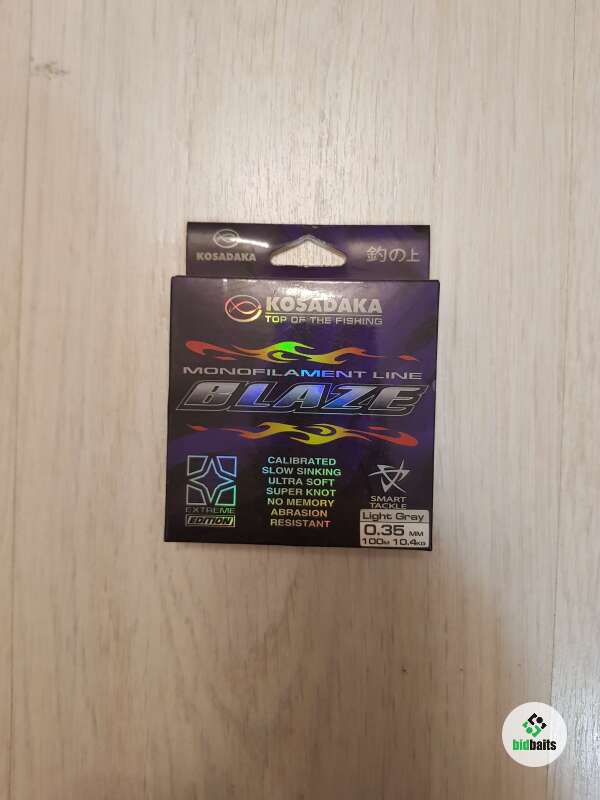 KOSADAKA
釣の上
KOSADAKA
TOP OF THE FISHING
MONOFILAMENT LINE
BLAZE
CALIBRATED
SLOW SINKING
ULTRA SOFT
SUPER KNOT
NO MEMORY
ABRASION
RESISTANT
EXTREME
EDITION
SMART
TACKLE
Light Gray
0.35 MM
100M 10.4KG
bidbaits